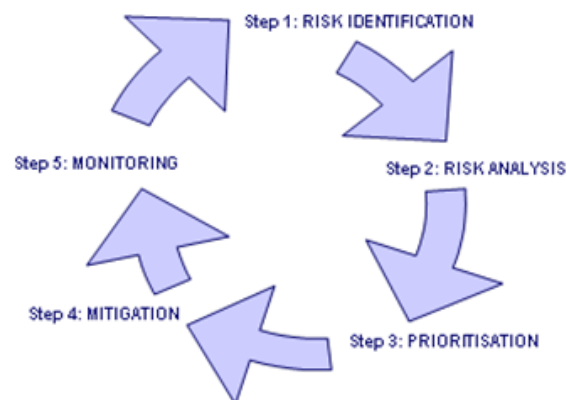 Step 1: RISK IDENTIFICATION
Step 2: RISK ANALYSIS
Step 3: PRIORITISATION
Step 4: MITIGATION
Step 5: MONITORING